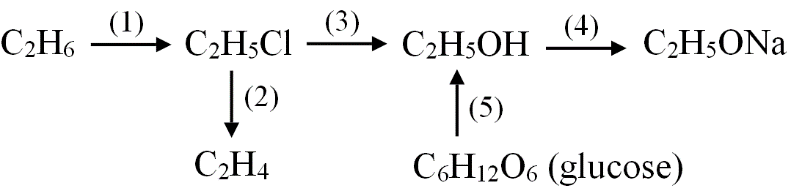 (1) (3) (4)
C₂H₆ C₂H₅Cl C₂H₅OH C₂H₅ONa
(2) (5)
C₂H₄ C₆H₁₂O₆ (glucose)